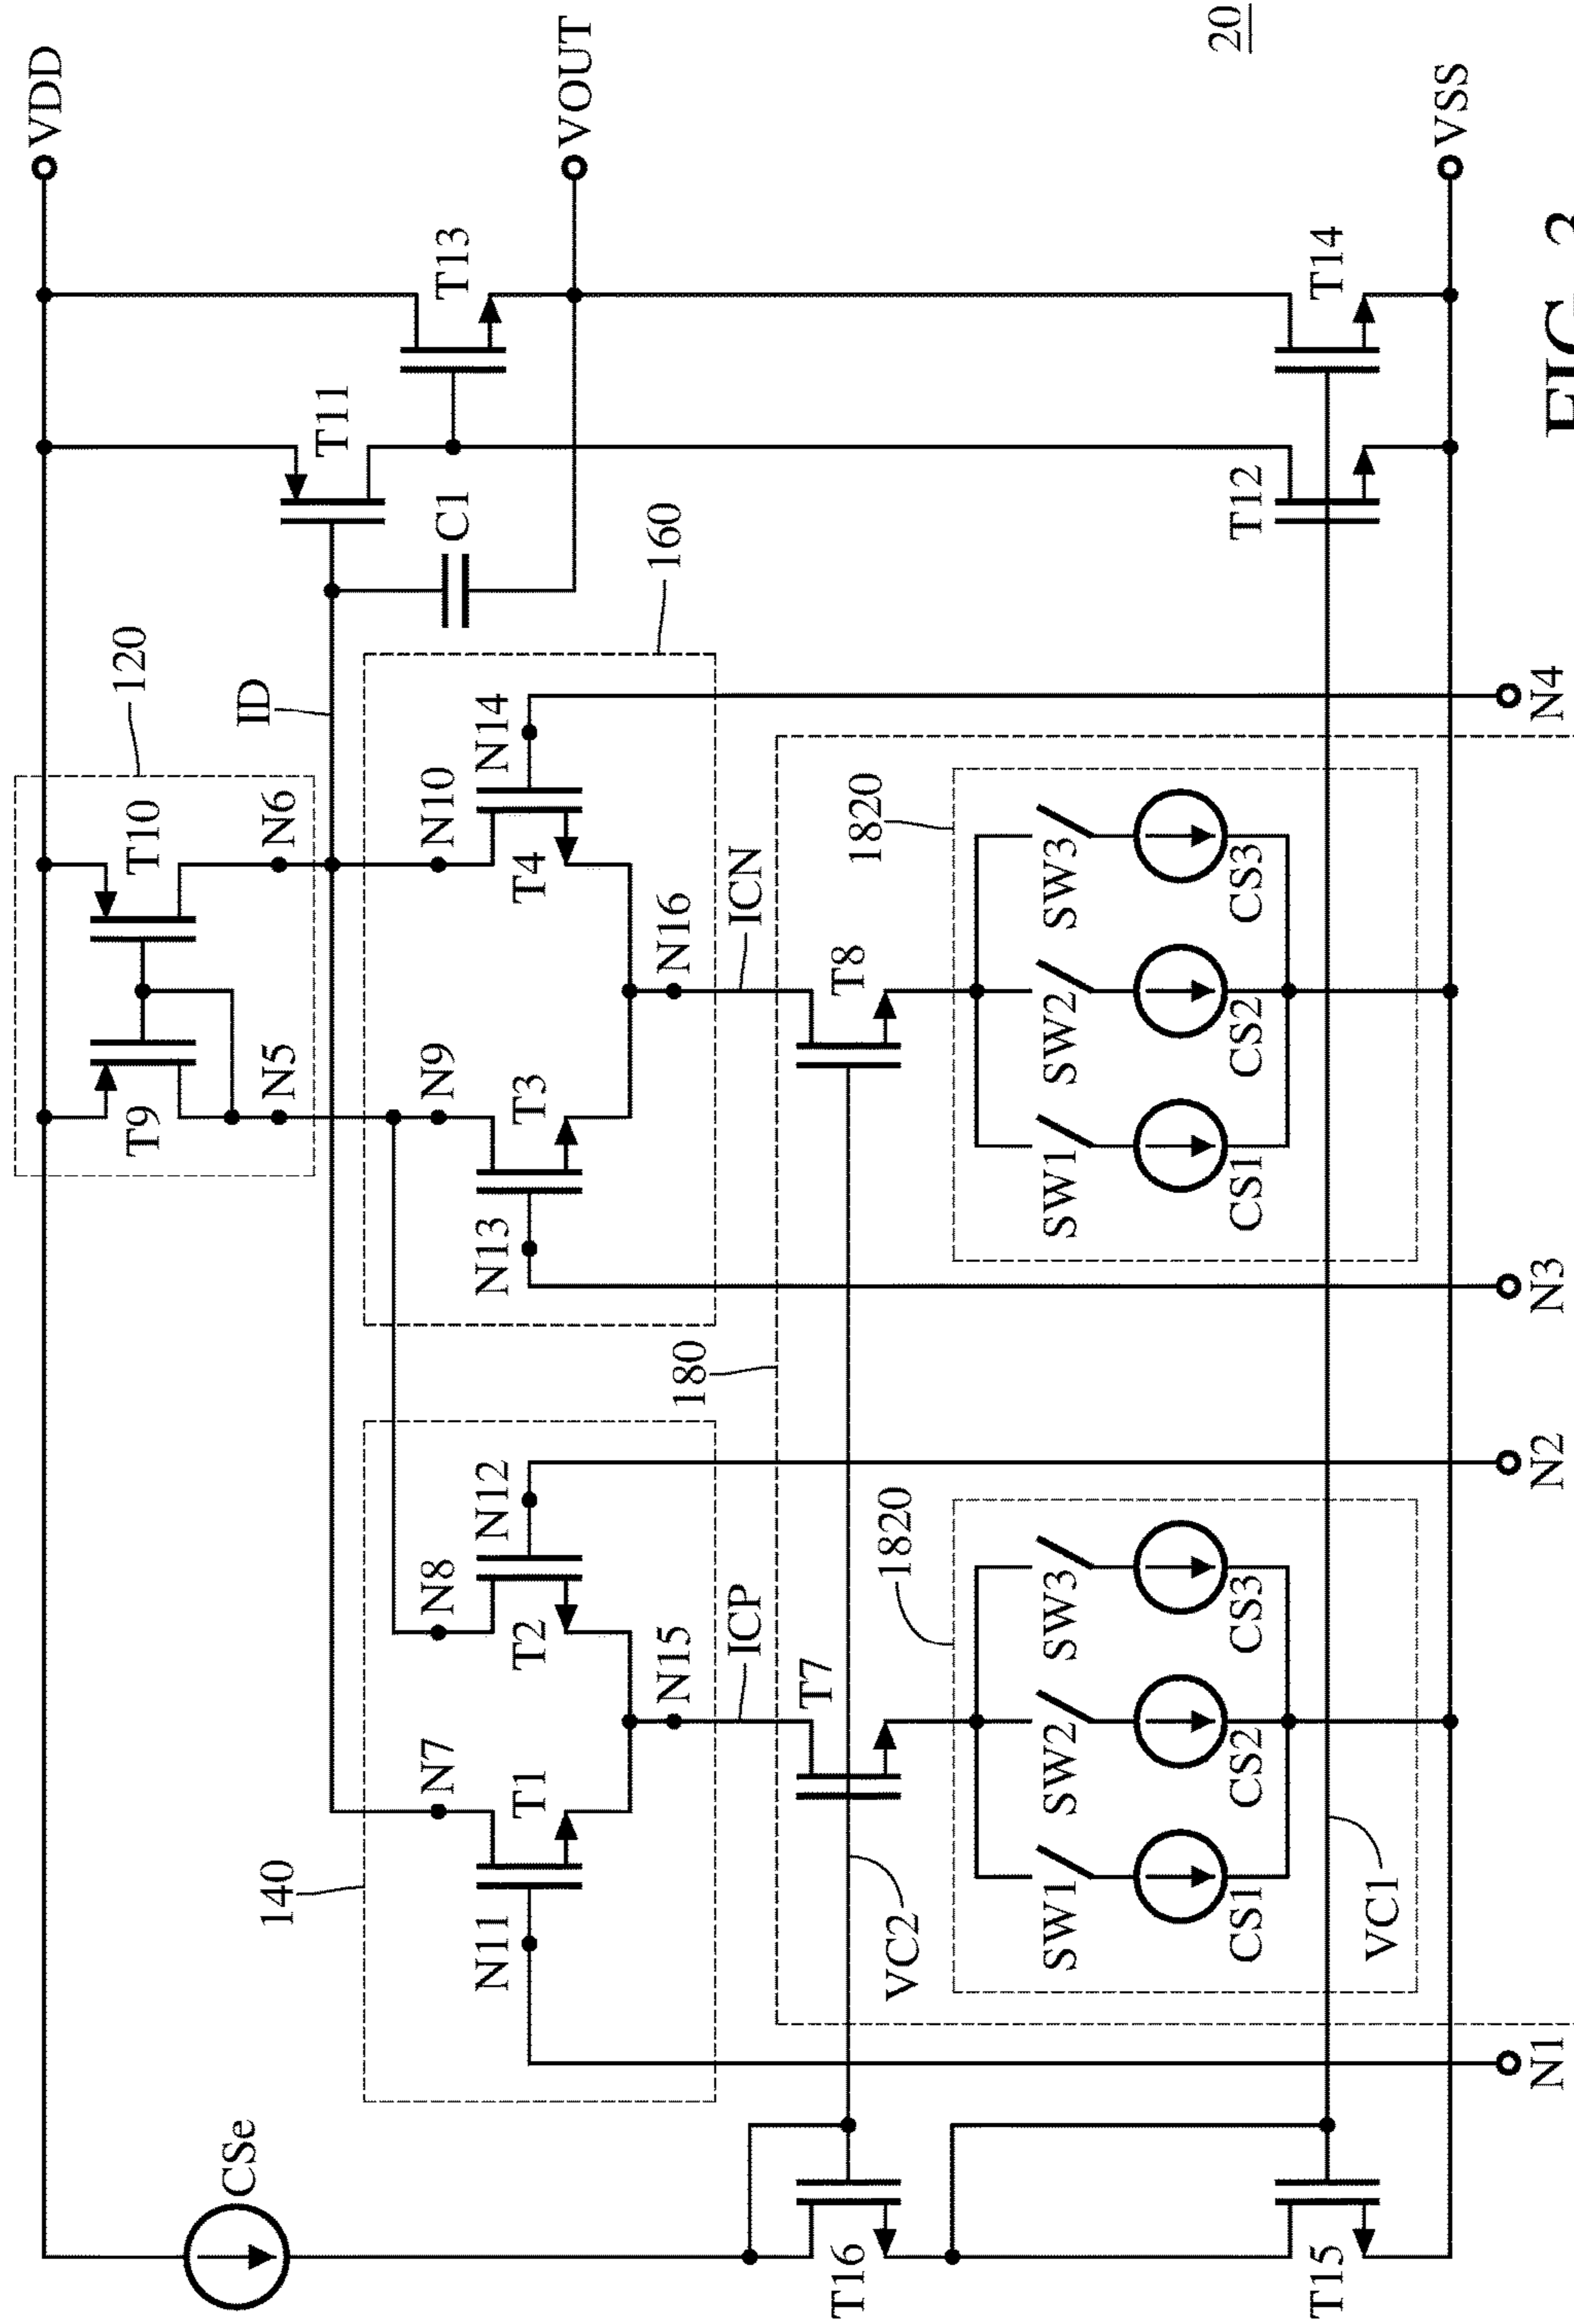 VDD
CSe
120
T9
T10
N5
N6
ID
T11
T13
C1
VOUT
140
N7
N8
N11
N12
T1
T2
N15
ICP
160
N9
N10
N13
N14
T3
T4
N16
ICN
180
T16
VC2
T7
T8
1820
SW1
SW2
SW3
CS1
CS2
CS3
1820
SW1
SW2
SW3
CS1
CS2
CS3
T15
VC1
T12
T14
VSS
N1
N2
N3
N4
20
FIG. 3